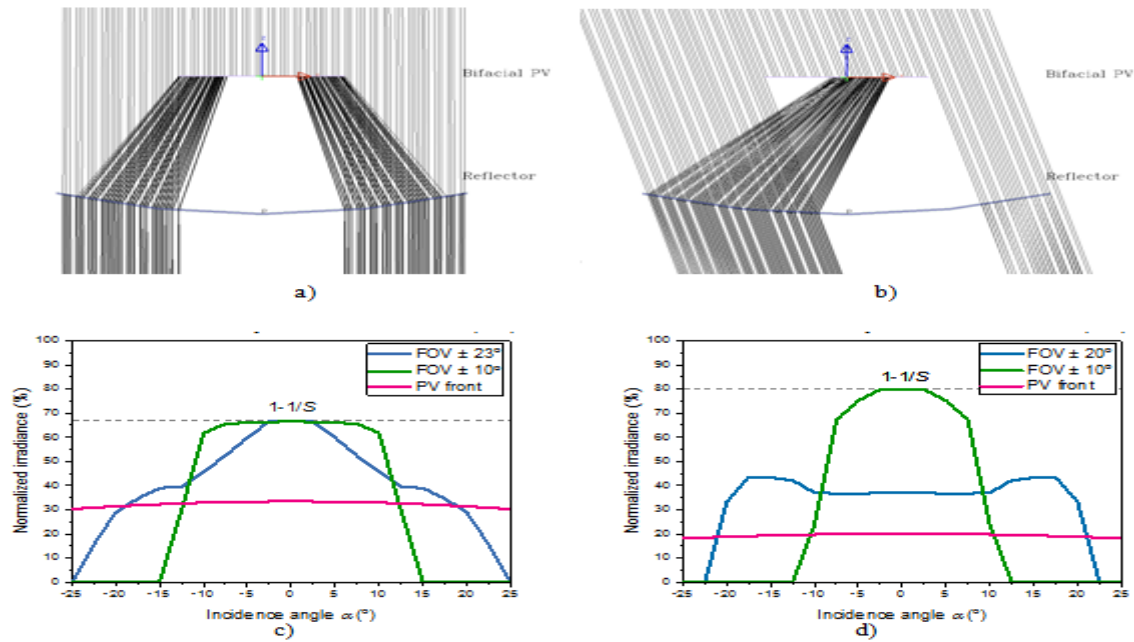 Bifacial PV
Reflector
a)
Bifacial PV
Reflector
b)
FOV ± 23°
FOV ± 10°
PV front
1-1/S
Normalized irradiance (%)
100
90
80
70
60
50
40
30
20
10
0
-25 -20 -15 -10 -5 0 5 10 15 20 25
Incidence angle α (°)
c)
FOV ± 20°
FOV ± 10°
PV front
1-1/S
Normalized irradiance (%)
100
90
80
70
60
50
40
30
20
10
0
-25 -20 -15 -10 -5 0 5 10 15 20 25
Incidence angle α (°)
d)